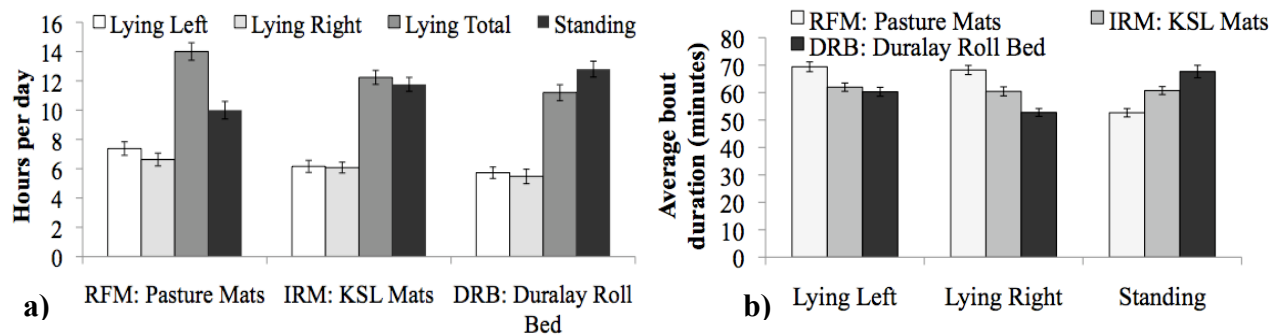 Lying Left Lying Right Lying Total Standing
16
14
12
10
8
6
4
2
0
Hours per day
RFM: Pasture Mats IRM: KSL Mats DRB: Duralay Roll
Bed
a)
RFM: Pasture Mats IRM: KSL Mats
DRB: Duralay Roll Bed
80
70
60
50
40
30
20
10
0
Average bout
duration (minutes)
Lying Left Lying Right Standing
b)